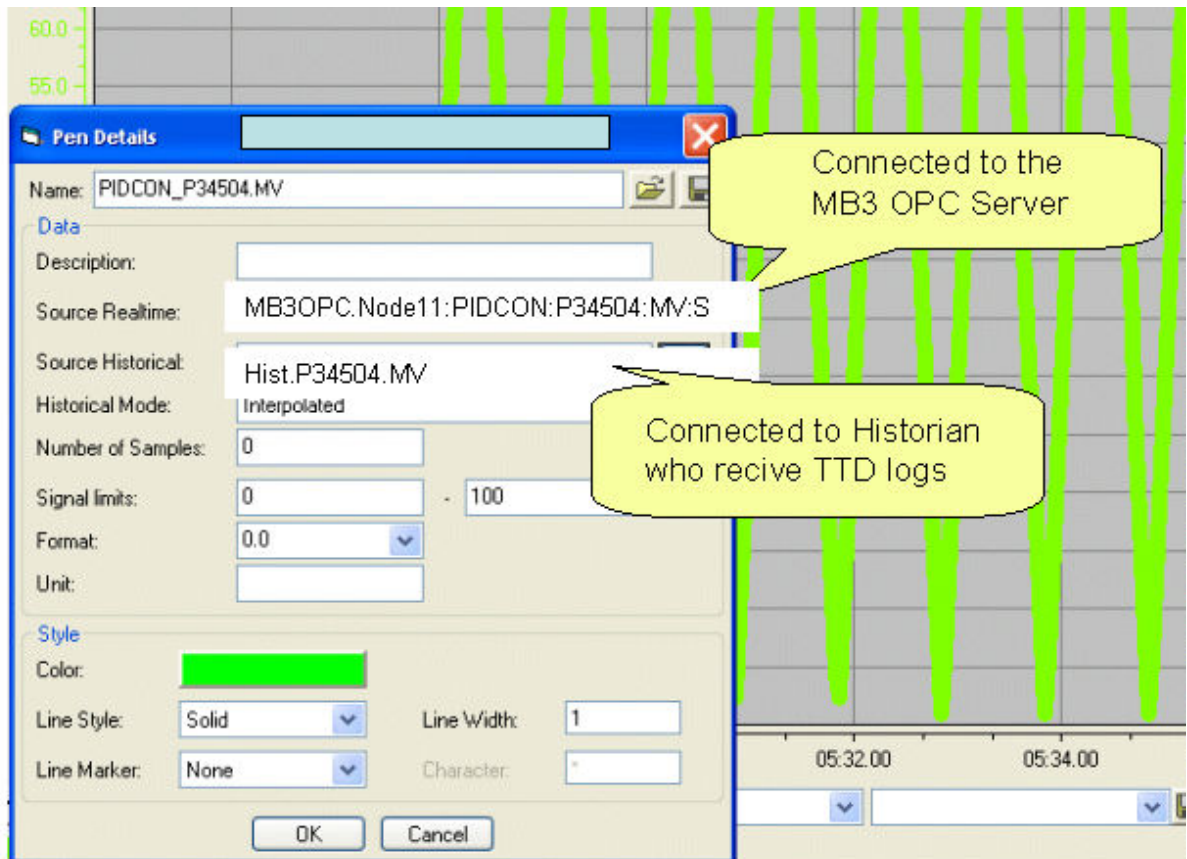 60.0
55.0
Pen Details
Connected to the
MB3 OPC Server
Name: PIDCON_P34504.MV
Data
Description:
Source Realtime: MB3OPC.Node11:PIDCON:P34504:MV:S
Source Historical: Hist.P34504.MV
Historical Mode: Interpolated
Connected to Historian
who recive TTD logs
Number of Samples: 0
Signal limits: 0 - 100
Format: 0.0
Unit:
Style
Color:
Line Style: Solid Line Width: 1
Line Marker: None Character: *
05:32.00 05:34.00
OK Cancel